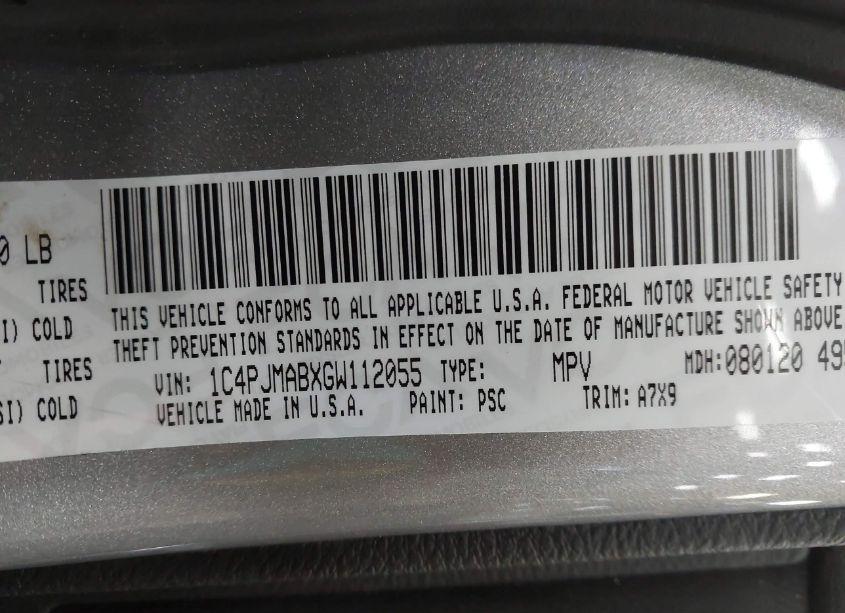 0 LB
TIRES
SI) COLD
TIRES
SI) COLD
THIS VEHICLE CONFORMS TO ALL APPLICABLE U.S.A. FEDERAL MOTOR VEHICLE SAFETY
THEFT PREVENTION STANDARDS IN EFFECT ON THE DATE OF MANUFACTURE SHOWN ABOVE
VIN: 1C4PJMABXGW112055 TYPE: MPV MDH:080120 495
VEHICLE MADE IN U.S.A. PAINT: PSC TRIM: A7X9